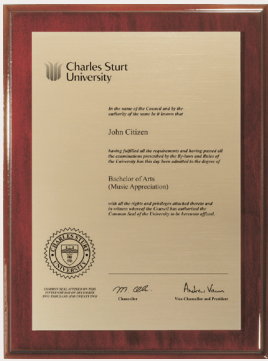 Charles Sturt
University
In the name of the Council and by the
authority of the same be it known that
John Citizen
having fulfilled all the requirements and having passed all
the examinations prescribed by the By-laws and Rules of
the University has this day been admitted to the degree of
Bachelor of Arts
(Music Appreciation)
with all the rights and privileges attached thereto and
in witness whereof the Council has authorised the
Common Seal of the University to be hereunto affixed.
CHARLES STURT
UNIVERSITY
Chancellor
Vice-Chancellor and President